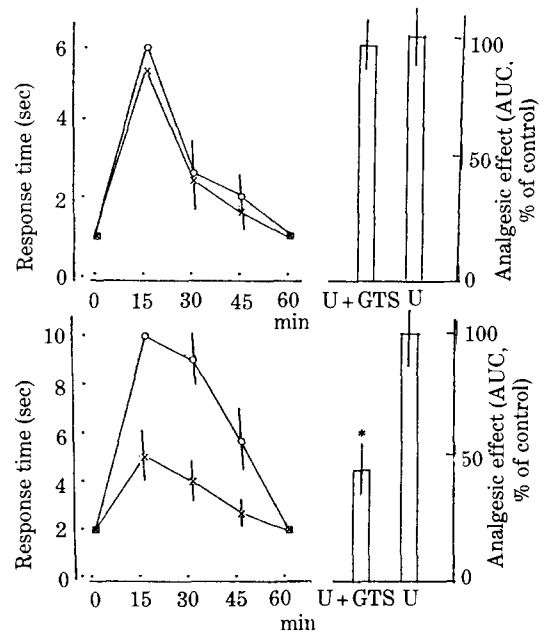 Response time (sec)
6
4
2
0
0 15 30 45 60
min
100
50
0
U + GTS U
Analgesic effect (AUC,
% of control)
Response time (sec)
10
8
6
4
2
0
0 15 30 45 60
min
*
100
50
0
U + GTS U
Analgesic effect (AUC,
% of control)